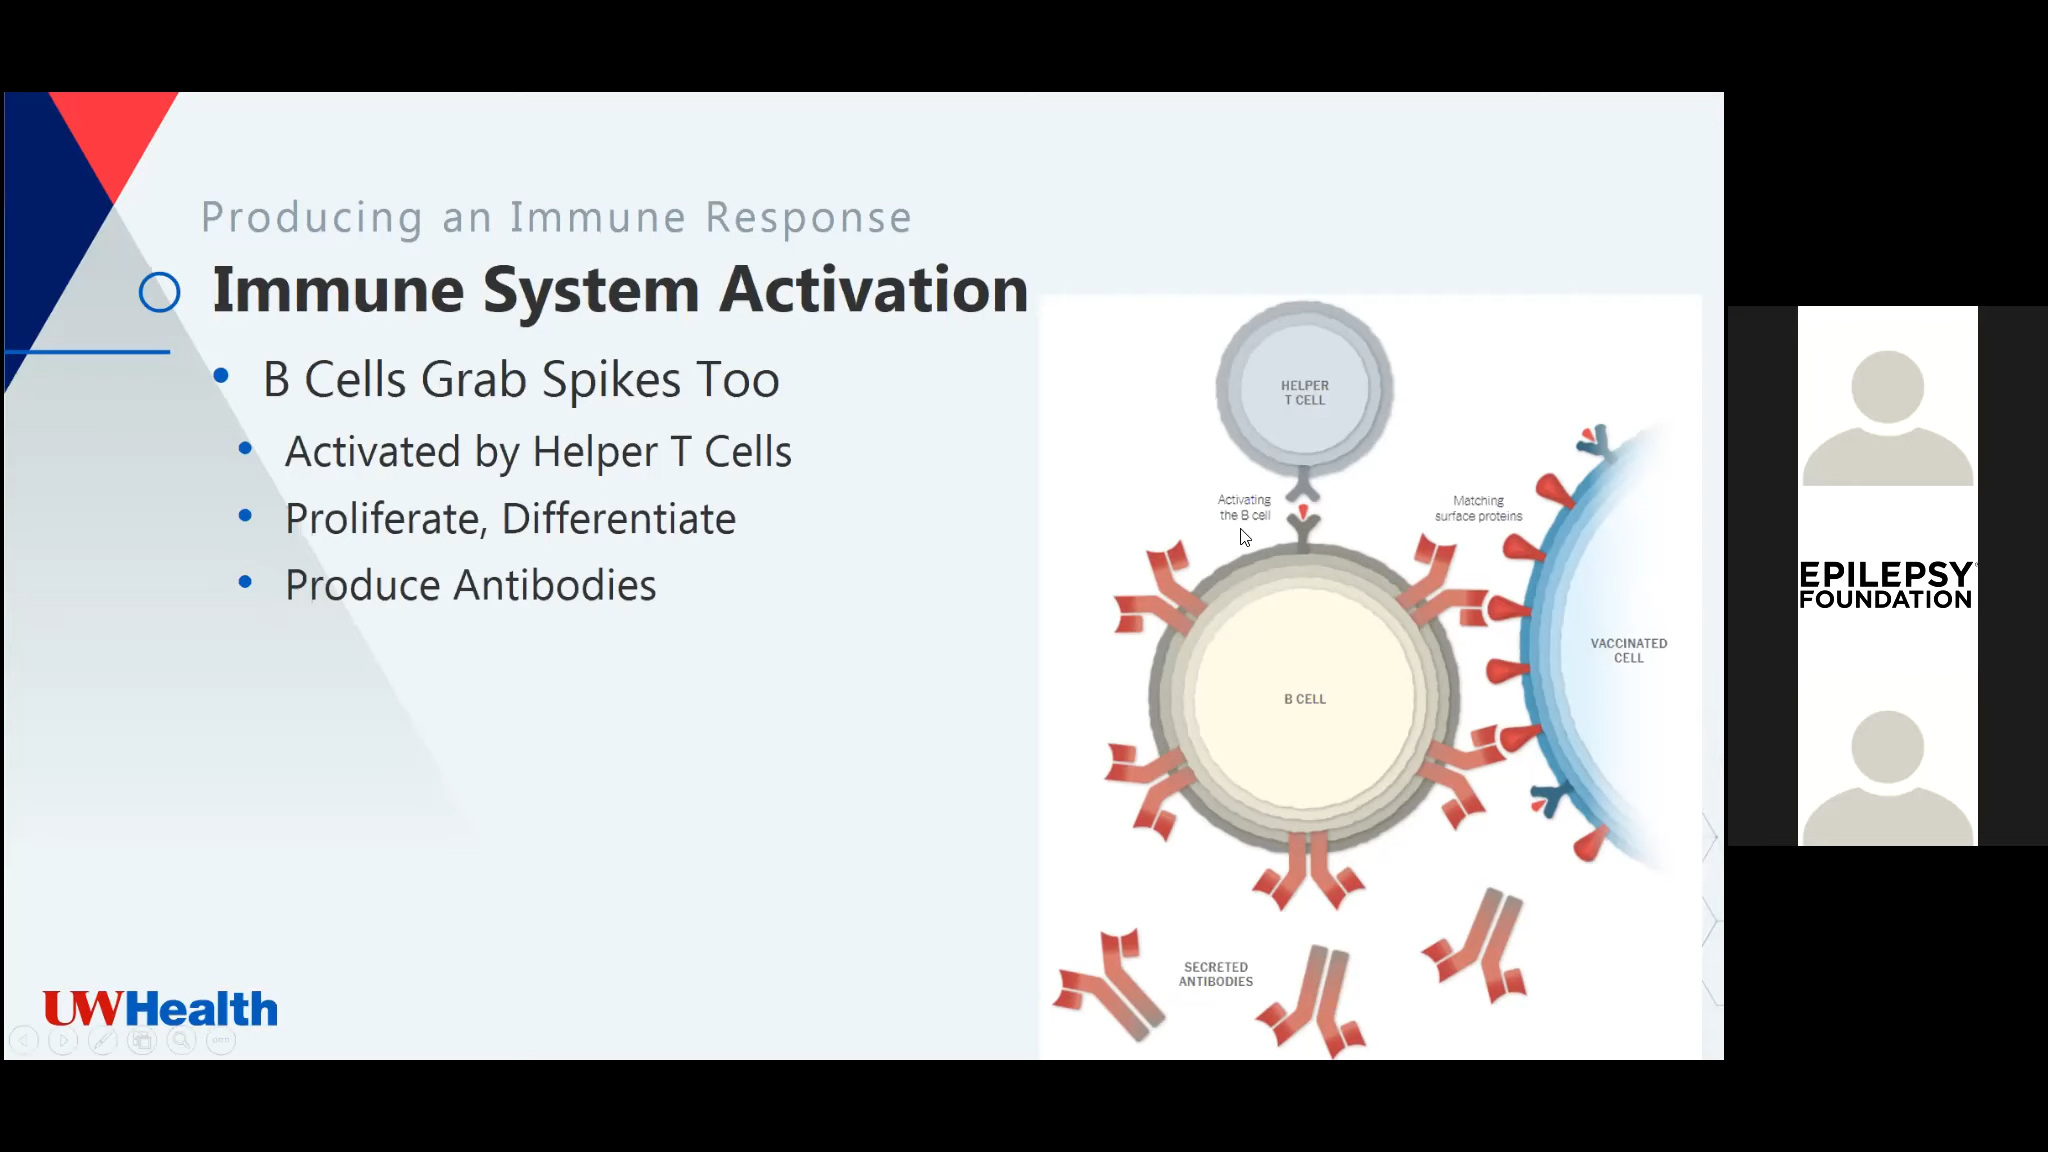 Producing an Immune Response
Immune System Activation
B Cells Grab Spikes Too
Activated by Helper T Cells
Proliferate, Differentiate
Produce Antibodies
HELPER
T CELL
Activating
the B cell
Matching
surface proteins
VACCINATED
CELL
B CELL
SECRETED
ANTIBODIES
UWHealth
EPILEPSY
FOUNDATION